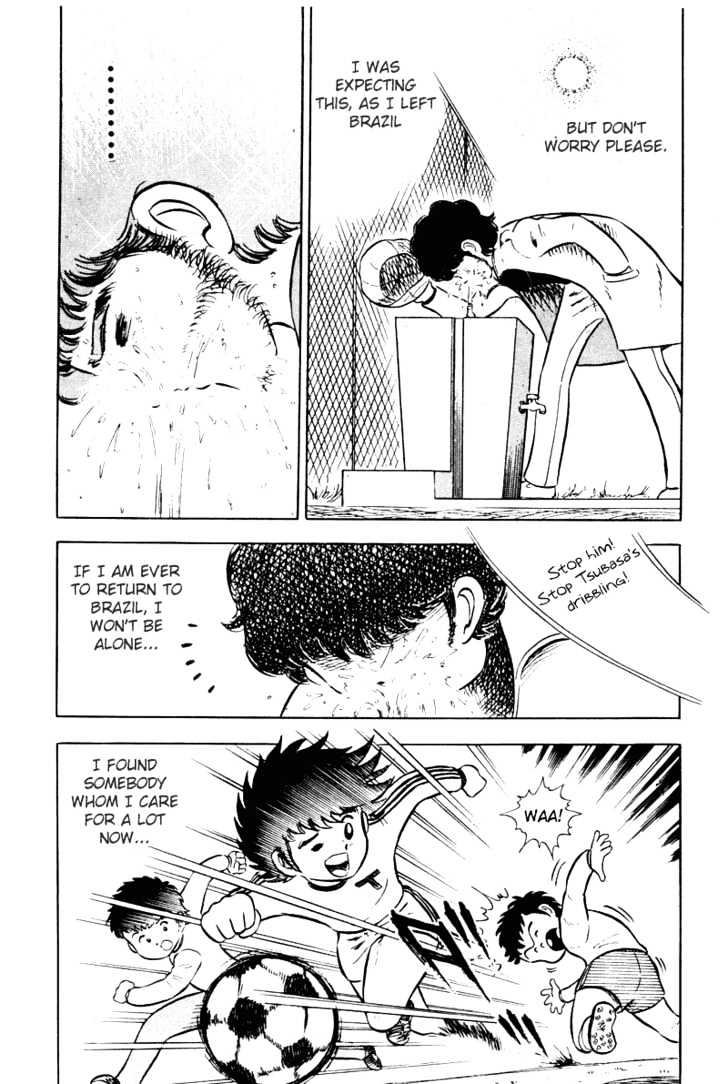 I WAS
EXPECTING
THIS, AS I LEFT
BRAZIL
BUT DON'T
WORRY PLEASE.
IF I AM EVER
TO RETURN TO
BRAZIL, I
WON'T BE
ALONE...
Stop him!
Stop Tsubasa's
dribbling!
I FOUND
SOMEBODY
WHOM I CARE
FOR A LOT
NOW...
WAA!
T